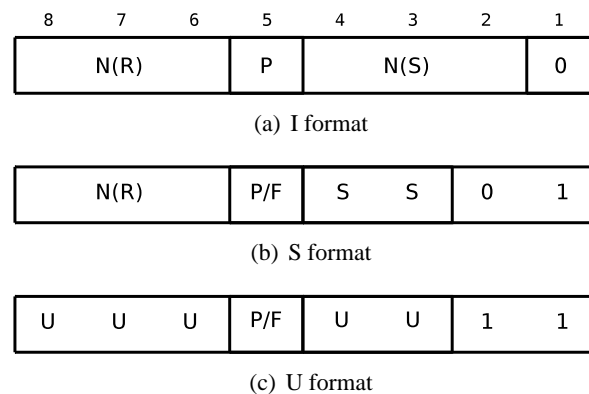 8 7 6 5 4 3 2 1
N(R) P N(S) 0
(a) I format
N(R) P/F S S 0 1
(b) S format
U U U P/F U U 1 1
(c) U format